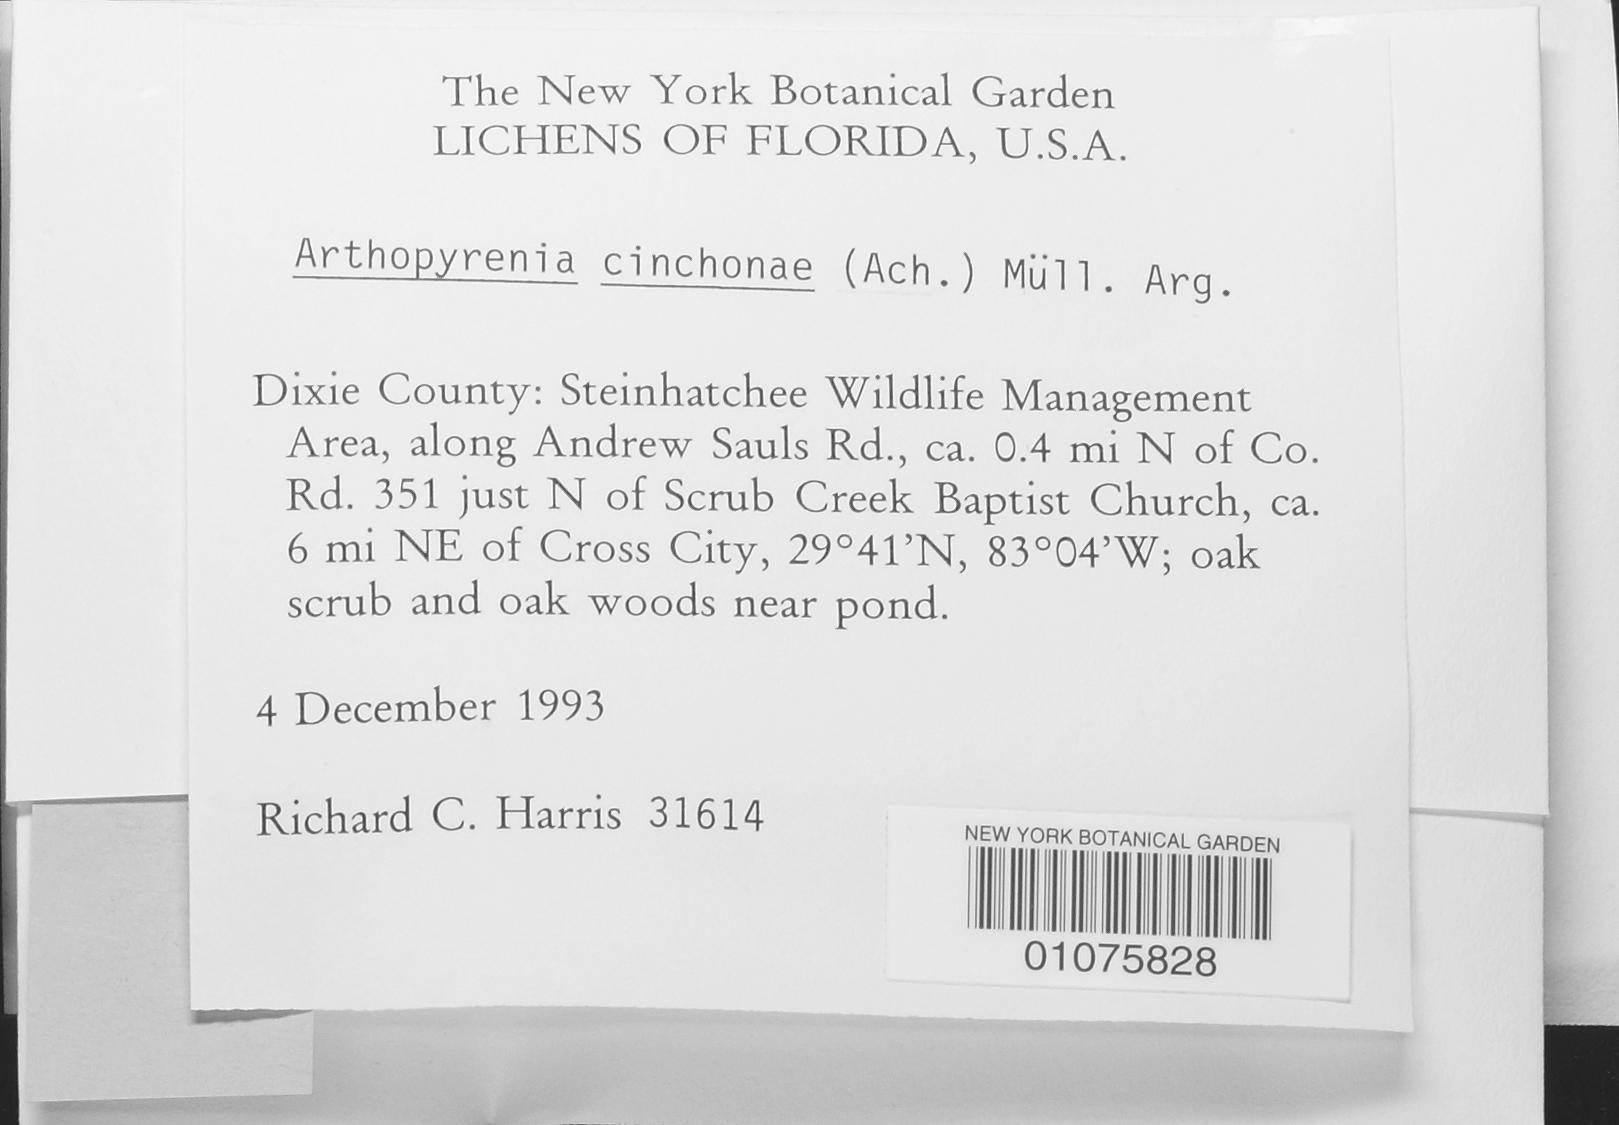 The New York Botanical Garden
LICHENS OF FLORIDA, U.S.A.
Arthopyrenia cinchonae (Ach.) Müll. Arg.
Dixie County: Steinhatchee Wildlife Management
Area, along Andrew Sauls Rd., ca. 0.4 mi N of Co.
Rd. 351 just N of Scrub Creek Baptist Church, ca.
6 mi NE of Cross City, 29°41’N, 83°04’W; oak
scrub and oak woods near pond.
4 December 1993
Richard C. Harris 31614
NEW YORK BOTANICAL GARDEN
01075828